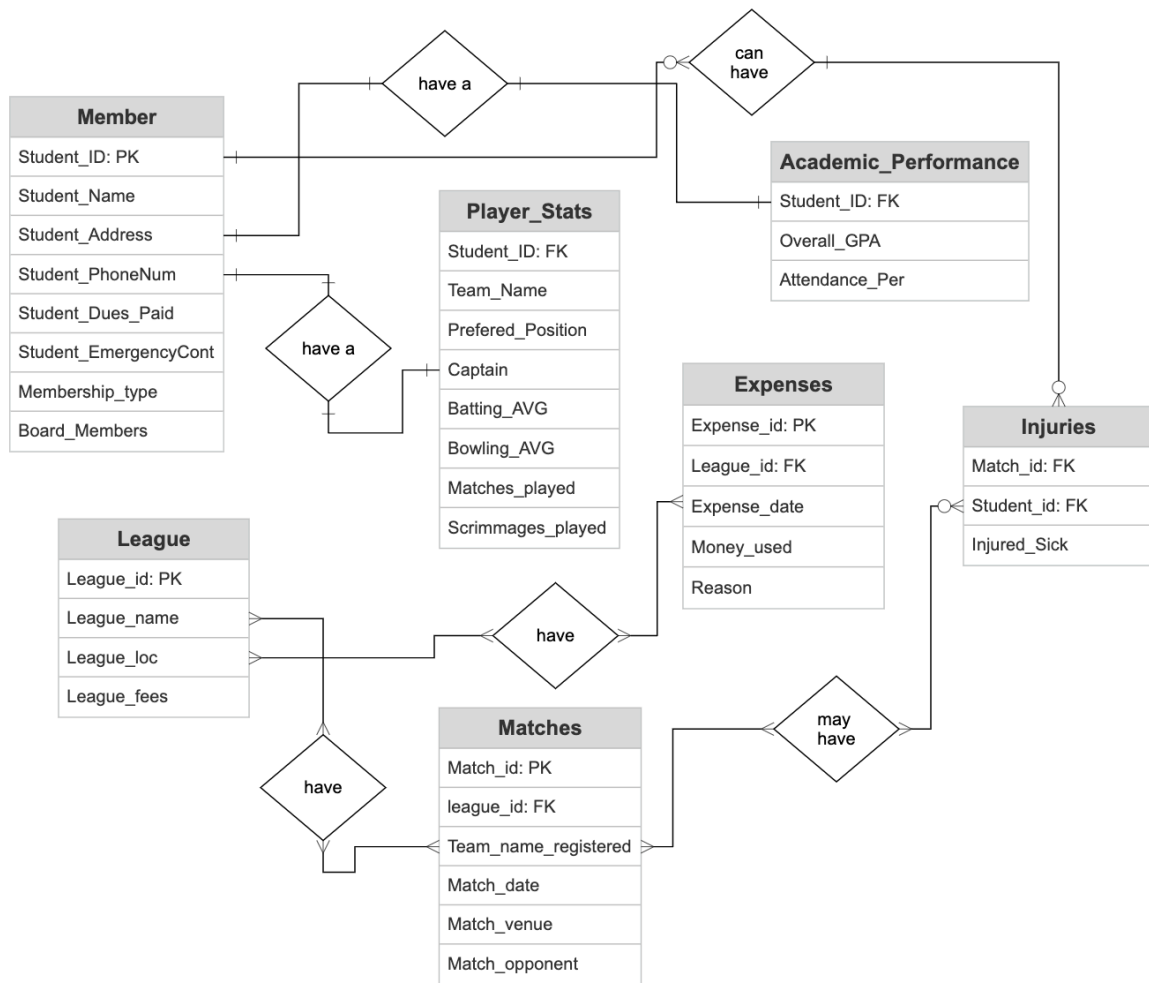 can
have
have a
Member
Student_ID: PK
Student_Name
Student_Address
Student_PhoneNum
Student_Dues_Paid
Student_EmergencyCont
Membership_type
Board_Members
Academic_Performance
Student_ID: FK
Overall_GPA
Attendance_Per
Player_Stats
Student_ID: FK
Team_Name
Prefered_Position
Captain
Batting_AVG
Bowling_AVG
Matches_played
Scrimmages_played
have a
Expenses
Expense_id: PK
League_id: FK
Expense_date
Money_used
Reason
Injuries
Match_id: FK
Student_id: FK
Injured_Sick
League
League_id: PK
League_name
League_loc
League_fees
have
may
have
have
Matches
Match_id: PK
league_id: FK
Team_name_registered
Match_date
Match_venue
Match_opponent